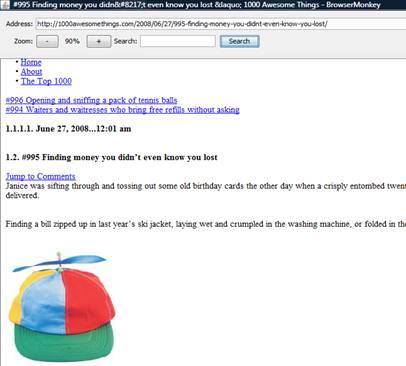 #995 Finding money you didn&#8217;t even know you lost &laquo; 1000 Awesome Things - BrowserMonkey
Address: http://1000awesomethings.com/2008/06/27/995-finding-money-you-didnt-even-know-you-lost/
Zoom: - 90% + Search: Search
• Home
• About
• The Top 1000
#996 Opening and sniffing a pack of tennis balls
#994 Waiters and waitresses who bring free refills without asking
1.1.1.1. June 27, 2008...12:01 am
1.2. #995 Finding money you didn’t even know you lost
Jump to Comments
Janice was sifting through and tossing out some old birthday cards the other day when a crisply entombed twent
delivered.
Finding a bill zipped up in last year’s ski jacket, laying wet and crumpled in the washing machine, or folded in the